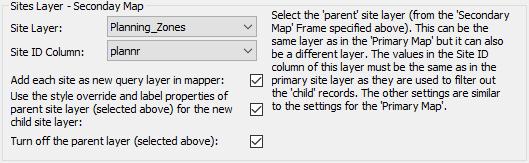 Sites Layer - Seconday Map
Site Layer:
Planning_Zones
Site ID Column:
plannr
Add each site as new query layer in mapper:
Use the style override and label properties of
parent site layer (selected above) for the new
child site layer:
Turn off the parent layer (selected above):
Select the 'parent' site layer (from the 'Secondary
Map' Frame specified above). This can be the
same layer as in the 'Primary Map' but it can also
be a different layer. The values in the Site ID
column of this layer must be the same as in the
primary site layer as they are used to filter out
the 'child' records. The other settings are similar
to the settings for the 'Primary Map'.